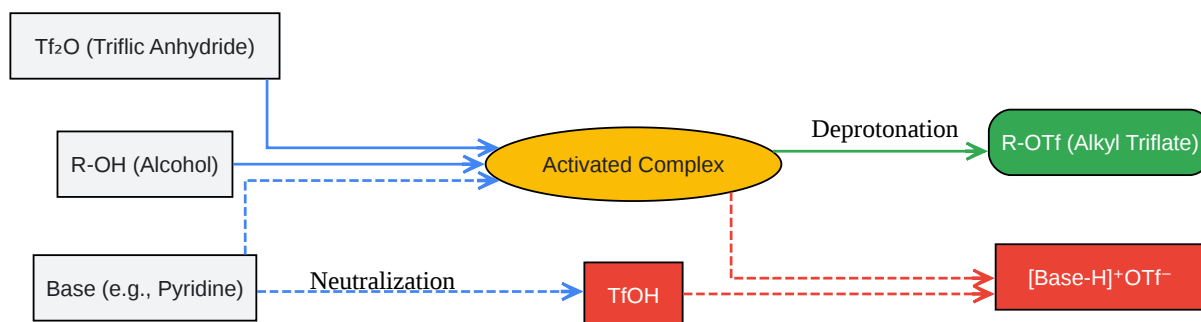 Tf₂O (Triflic Anhydride)
R-OH (Alcohol)
Activated Complex
Deprotonation
R-OTf (Alkyl Triflate)
Base (e.g., Pyridine)
Neutralization
TfOH
[Base-H]⁺OTf⁻